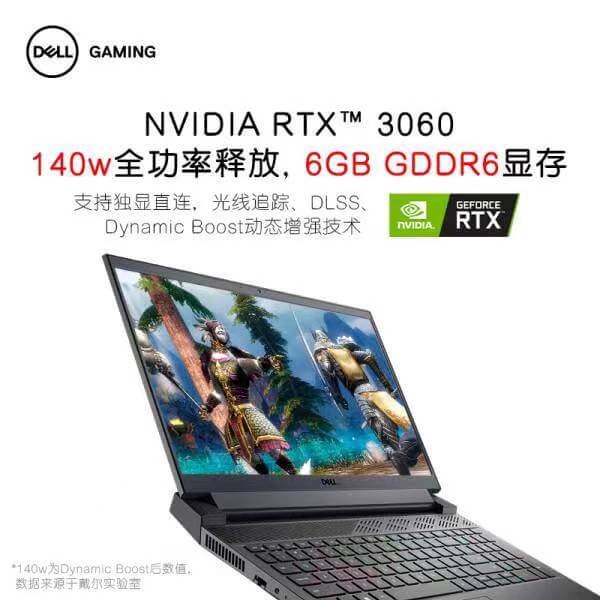 DELL GAMING
NVIDIA RTX™ 3060
140w全功率释放, 6GB GDDR6显存
支持独显直连，光线追踪、DLSS、
Dynamic Boost动态增强技术
NVIDIA. GEFORCE
RTX™
DELL
*140w为Dynamic Boost后数值，
数据来源于戴尔实验室